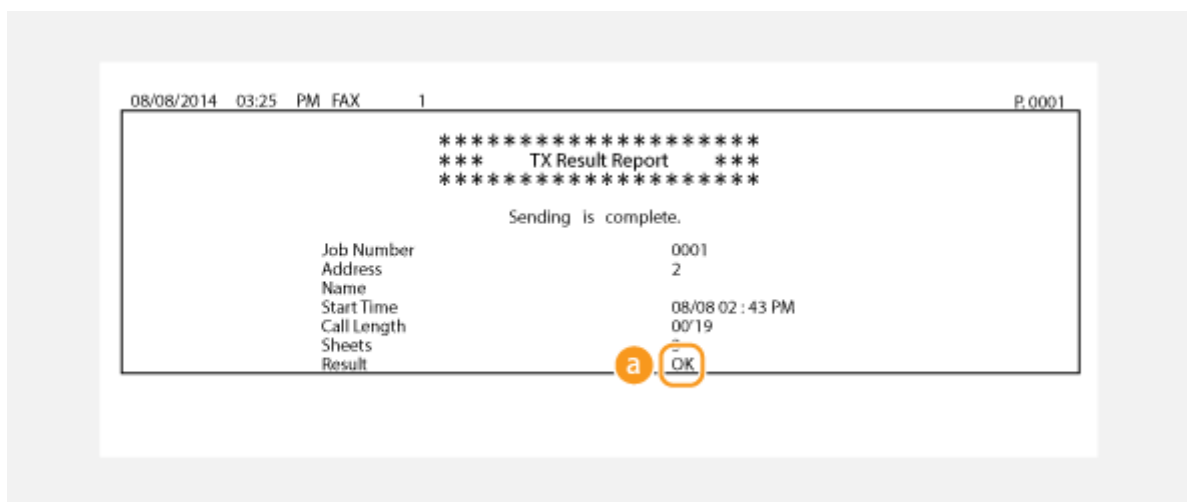 08/08/2014 03:25 PM FAX 1 P. 0001
********************
*** TX Result Report ***
********************
Sending is complete.
Job Number 0001
Address 2
Name
Start Time 08/08 02 : 43 PM
Call Length 00'19
Sheets
Result a OK